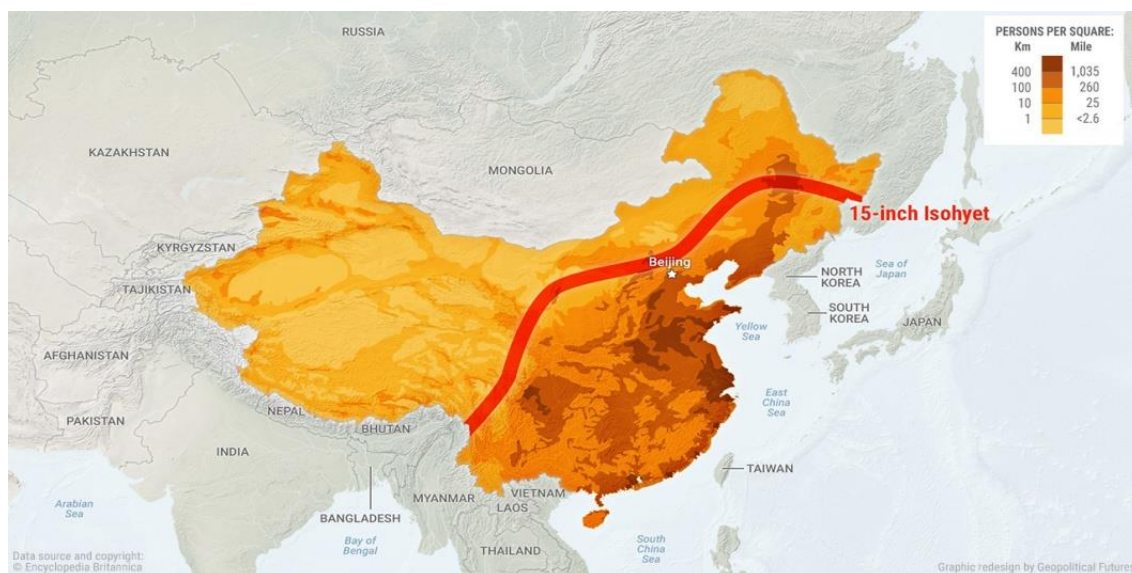 RUSSIA
PERSONS PER SQUARE:
Km Mile
400 1,035
100 260
10 25
1 <2.6
KAZAKHSTAN
MONGOLIA
15-inch Isohyet
KYRGYZSTAN
Beijing
Sea of
Japan
TAJIKISTAN
NORTH
KOREA
SOUTH
KOREA
JAPAN
Yellow
Sea
AFGHANISTAN
East
China
Sea
NEPAL
PAKISTAN
BHUTAN
INDIA
TAIWAN
Arabian
Sea
MYANMAR
VIETNAM
LAOS
BANGLADESH
Bay of
Bengal
THAILAND
South
China
Sea
Data source and copyright:
© Encyclopedia Britannica
Graphic redesign by Geopolitical Futures